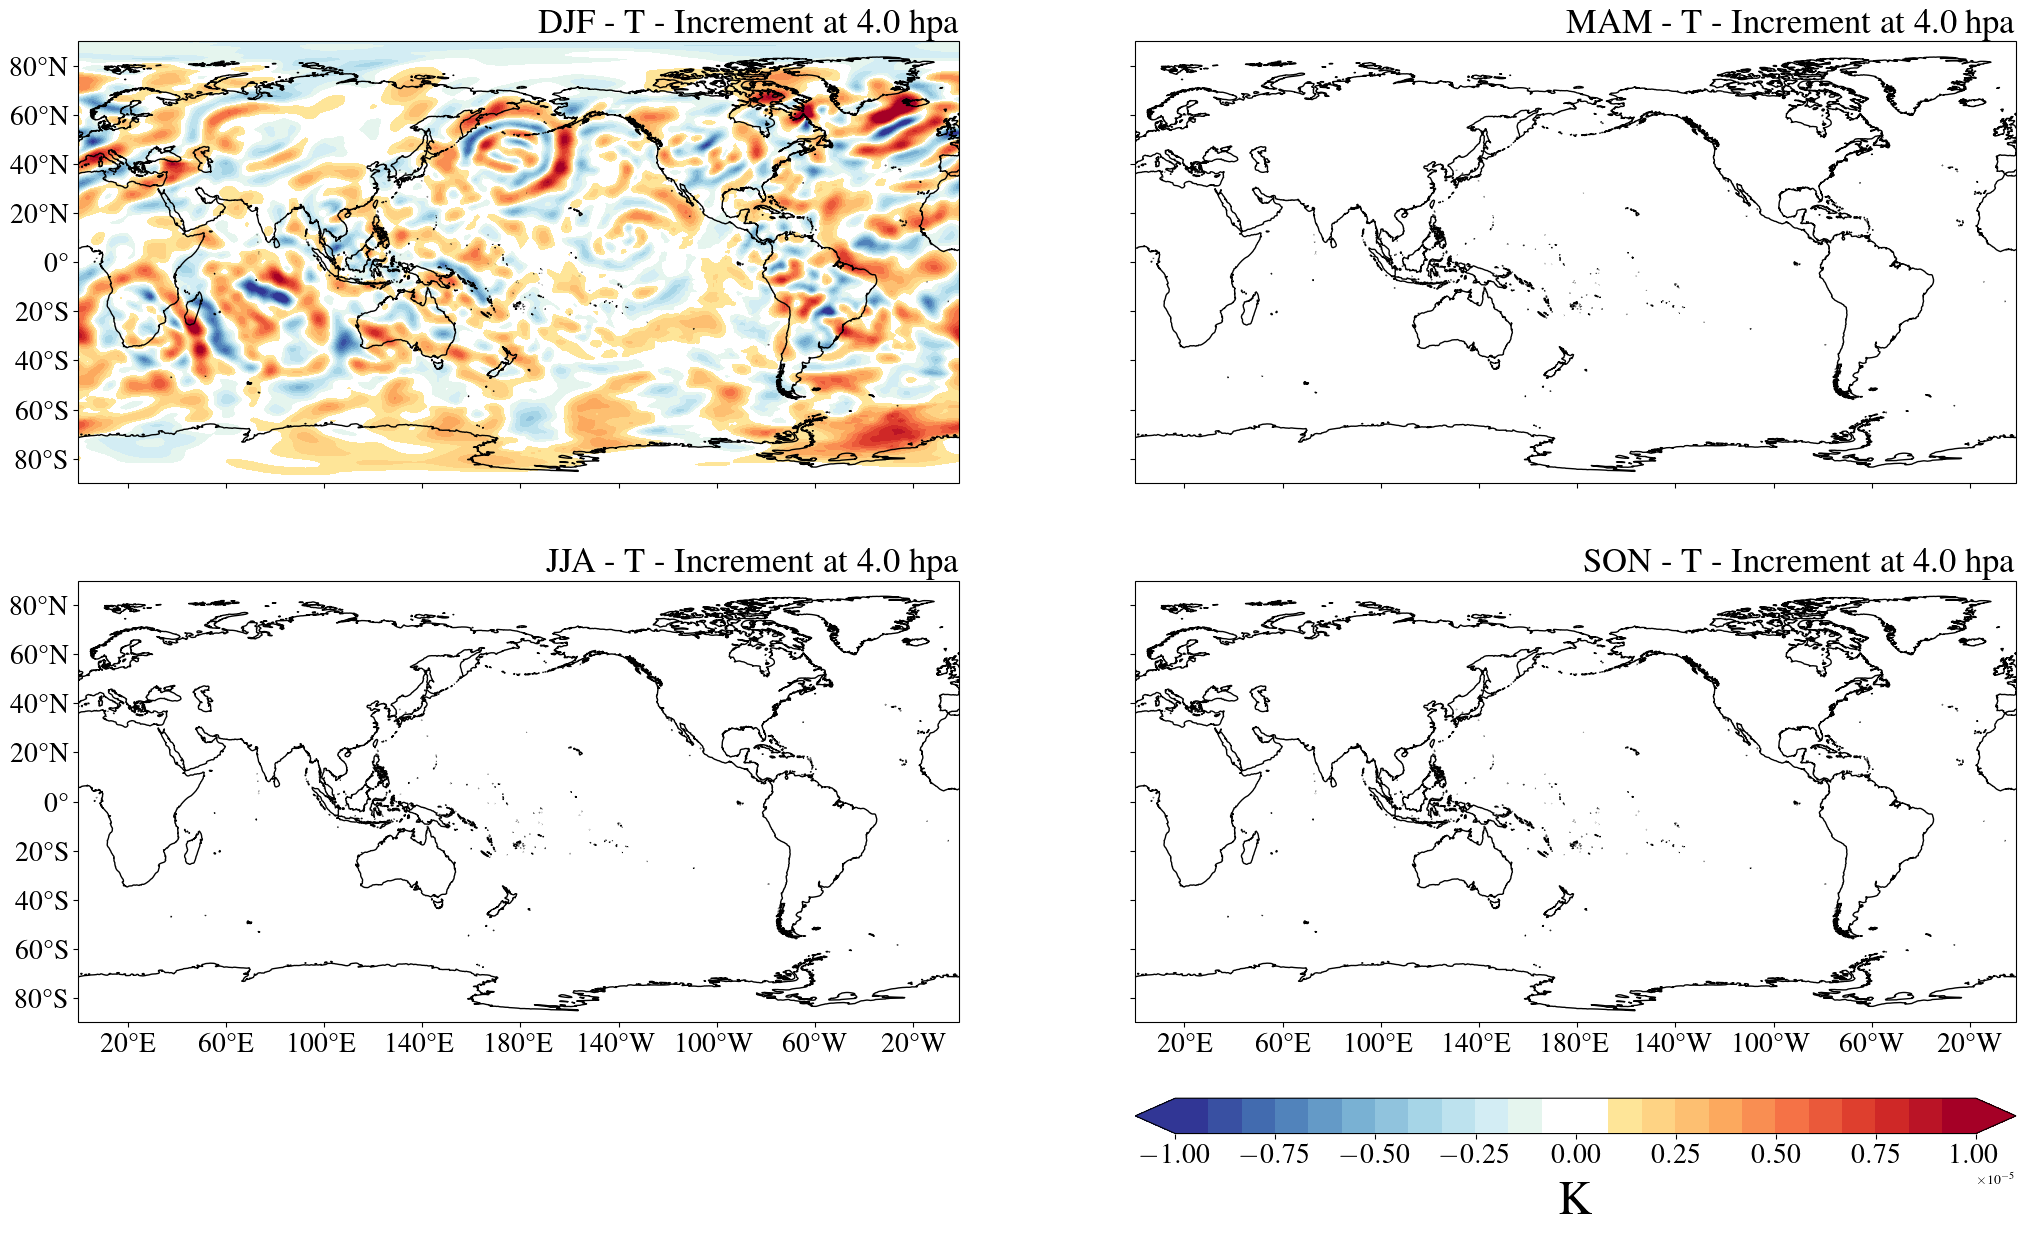 DJF - T - Increment at 4.0 hpa
MAM - T - Increment at 4.0 hpa
80°N
60°N
40°N
20°N
0°
20°S
40°S
60°S
80°S
JJA - T - Increment at 4.0 hpa
SON - T - Increment at 4.0 hpa
80°N
60°N
40°N
20°N
0°
20°S
40°S
60°S
80°S
20°E 60°E 100°E 140°E 180°E 140°W 100°W 60°W 20°W
20°E 60°E 100°E 140°E 180°E 140°W 100°W 60°W 20°W
−1.00 −0.75 −0.50 −0.25 0.00 0.25 0.50 0.75 1.00
×10⁻⁵
K